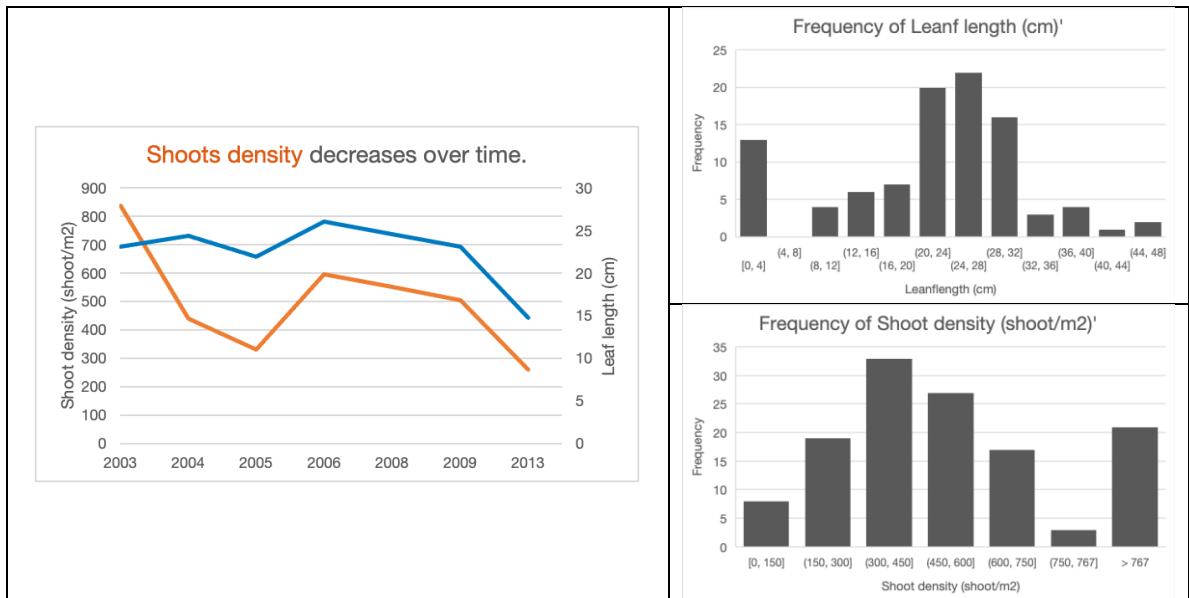 Shoots density decreases over time.
900
800
700
600
500
400
300
200
100
0
Shoot density (shoot/m2)
30
25
20
15
10
5
0
Leaf length (cm)
2003 2004 2005 2006 2008 2009 2013
Frequency of Leanf length (cm)'
25
20
15
10
5
0
Frequency
(4, 8] (12, 16] (20, 24] (28, 32] (36, 40] (44, 48]
[0, 4] (8, 12] (16, 20] (24, 28] (32, 36] (40, 44]
Leanflength (cm)
Frequency of Shoot density (shoot/m2)'
35
30
25
20
15
10
5
0
Frequency
[0, 150] (150, 300] (300, 450] (450, 600] (600, 750] (750, 767] > 767
Shoot density (shoot/m2)